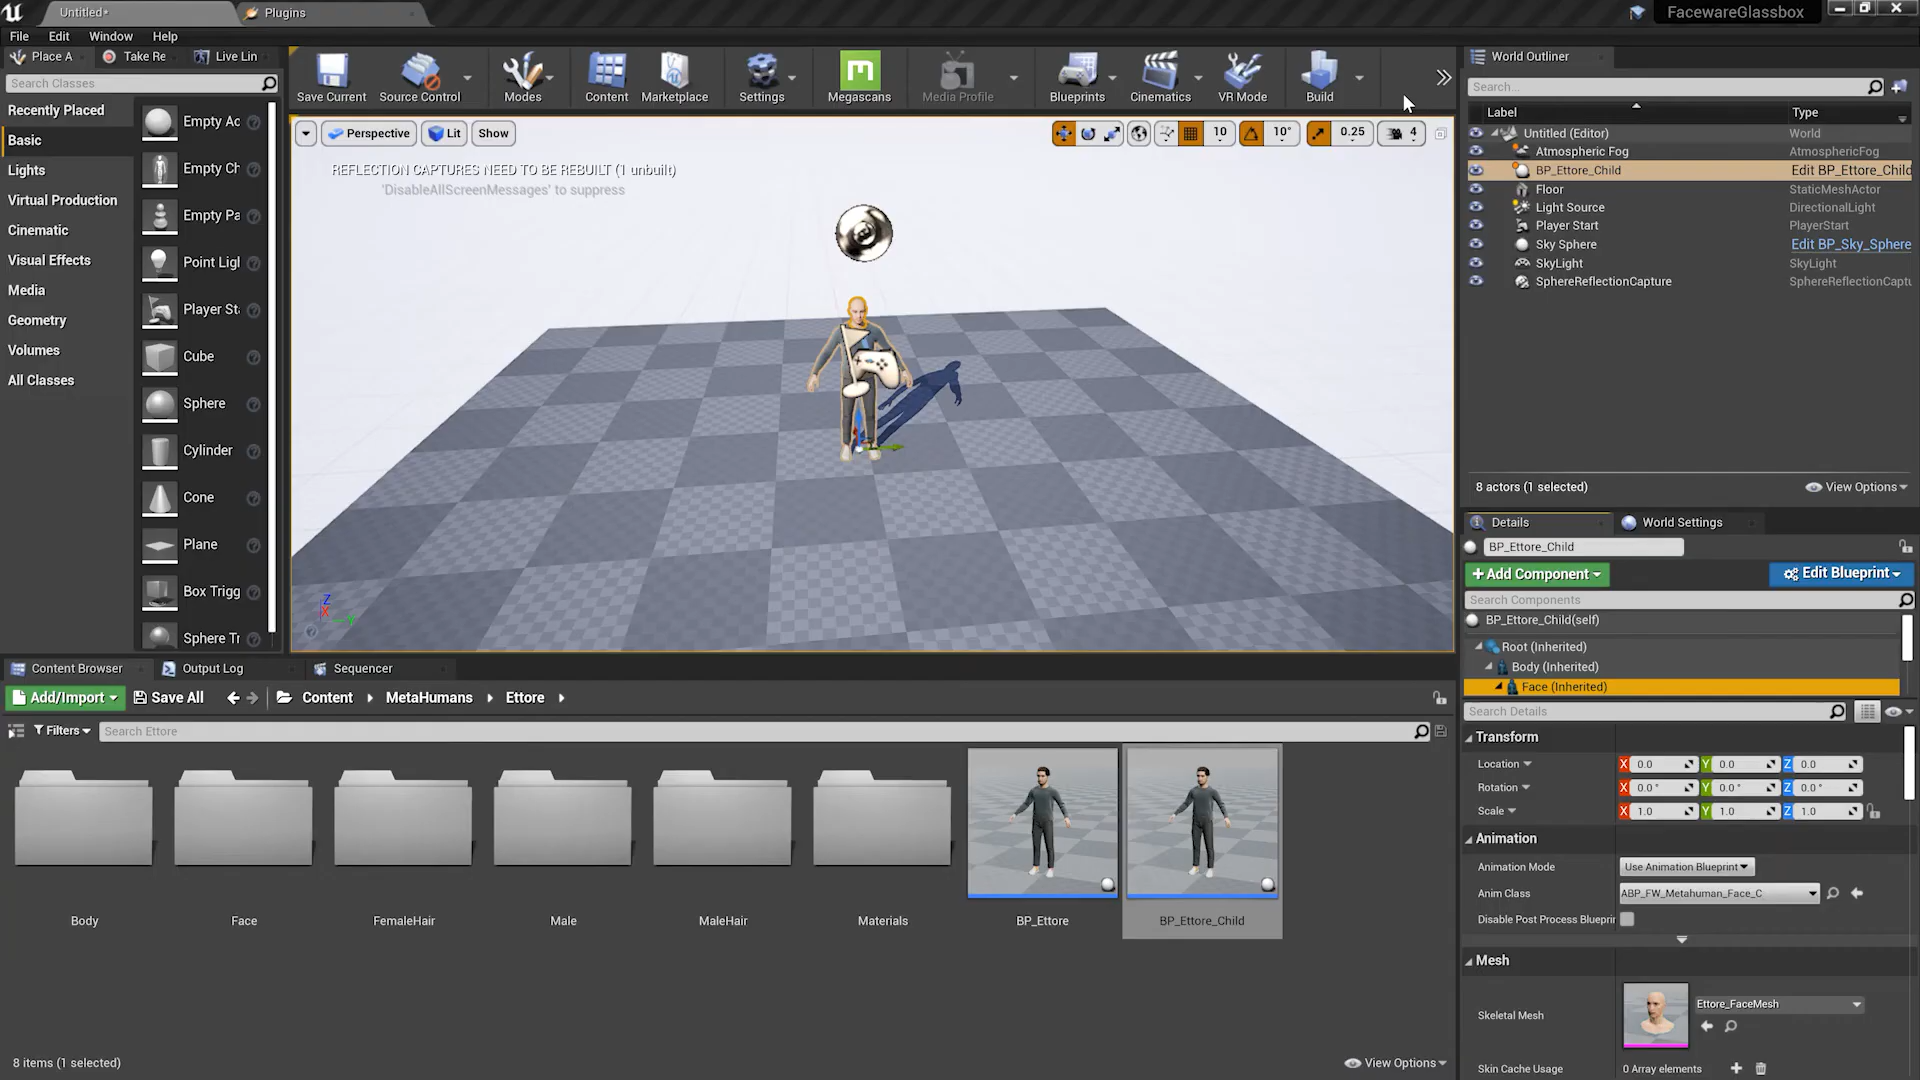 Untitled*
Plugins
FacewareGlassbox
File
Edit
Window
Help
Place A
Take Re
Live Lin
Search Classes
Recently Placed
Basic
Lights
Virtual Production
Cinematic
Visual Effects
Media
Geometry
Volumes
All Classes
Empty Ac
Empty Ch
Empty Pa
Point Ligl
Player Sta
Cube
Sphere
Cylinder
Cone
Plane
Box Trigg
Sphere Tr
Save Current
Source Control
Modes
Content
Marketplace
Settings
Megascans
Media Profile
Blueprints
Cinematics
VR Mode
Build
Perspective
Lit
Show
10
10°
0.25
4
REFLECTION CAPTURES NEED TO BE REBUILT (1 unbuilt)
'DisableAllScreenMessages' to suppress
Z
X
Y
World Outliner
Search...
Label
Type
Untitled (Editor)
World
Atmospheric Fog
AtmosphericFog
BP_Ettore_Child
Edit BP_Ettore_Child
Floor
StaticMeshActor
Light Source
DirectionalLight
Player Start
PlayerStart
Sky Sphere
Edit BP_Sky_Sphere
SkyLight
SkyLight
SphereReflectionCapture
SphereReflectionCaptu
8 actors (1 selected)
View Options
Details
World Settings
BP_Ettore_Child
+Add Component
Edit Blueprint
Search Components
BP_Ettore_Child(self)
Root (Inherited)
Body (Inherited)
Face (Inherited)
Search Details
Transform
Location
X 0.0
Y 0.0
Z 0.0
Rotation
X 0.0 °
Y 0.0 °
Z 0.0 °
Scale
X 1.0
Y 1.0
Z 1.0
Animation
Animation Mode
Use Animation Blueprint
Anim Class
ABP_FW_Metahuman_Face_C
Disable Post Process Blueprin
Mesh
Skeletal Mesh
Ettore_FaceMesh
Skin Cache Usage
0 Array elements
Content Browser
Output Log
Sequencer
Add/Import
Save All
Content
MetaHumans
Ettore
Filters
Search Ettore
Body
Face
FemaleHair
Male
MaleHair
Materials
BP_Ettore
BP_Ettore_Child
8 items (1 selected)
View Options